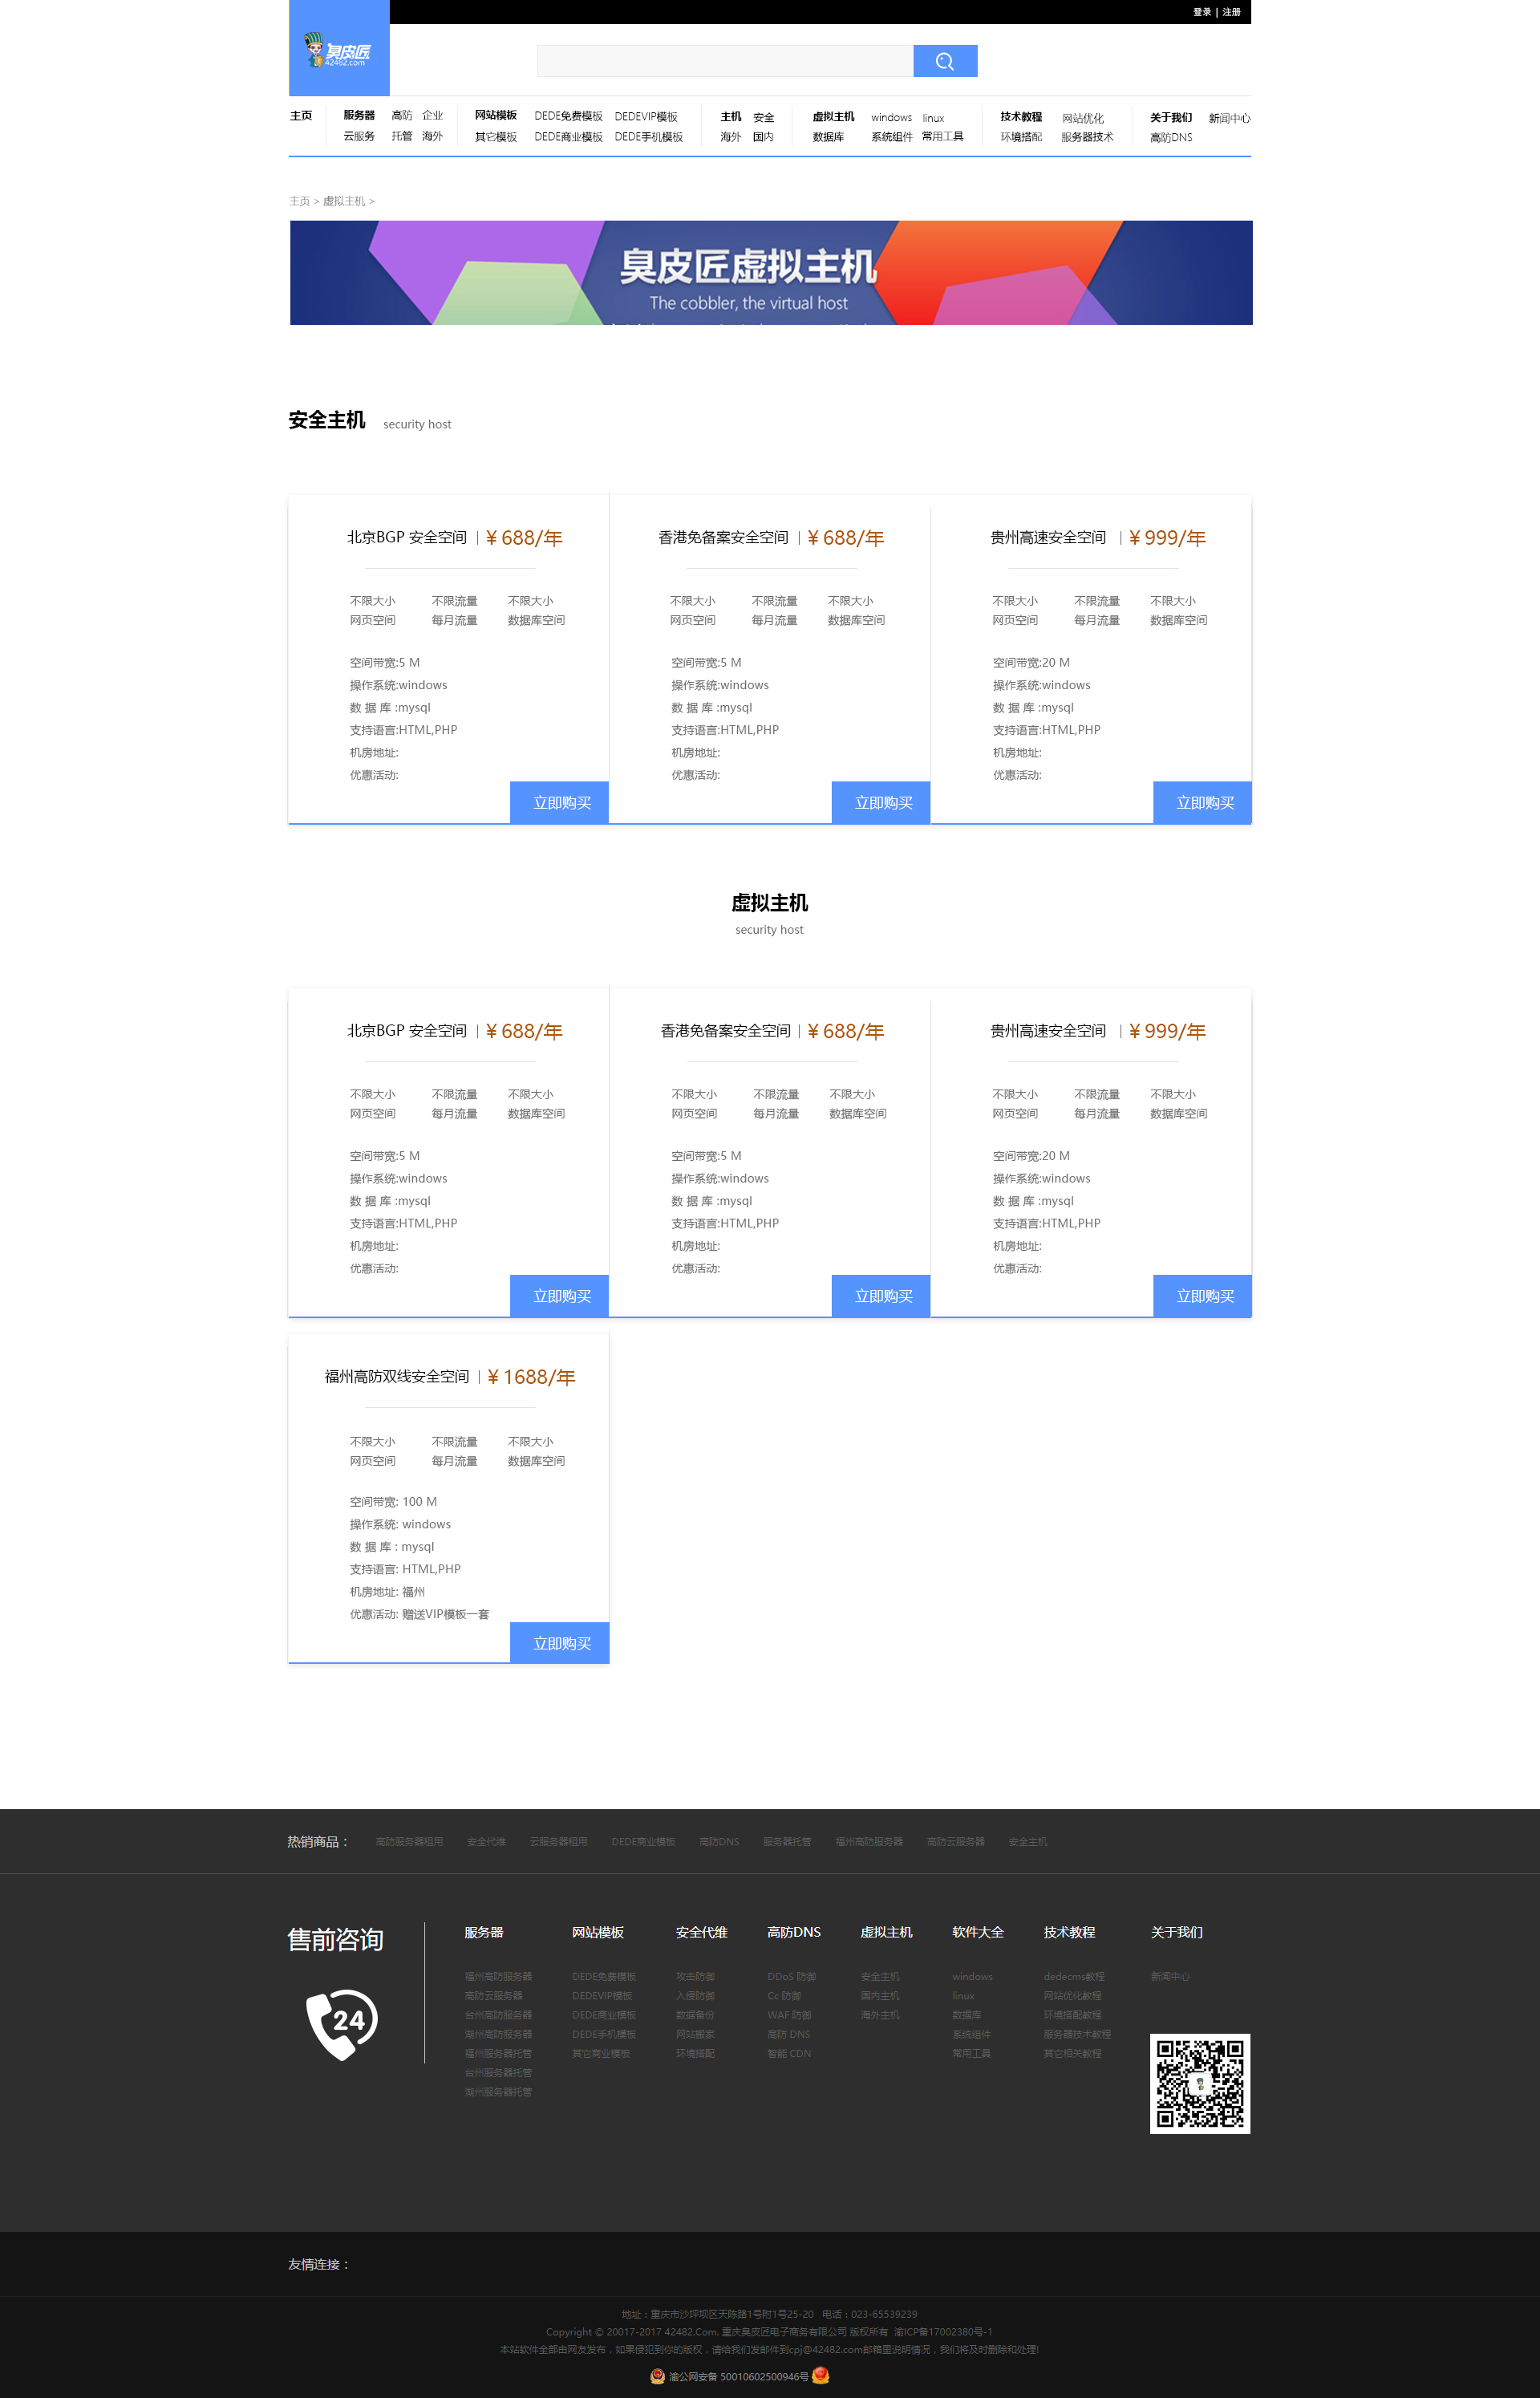 登录 | 注册
臭皮匠
42482.com
主页 服务器 高防 企业 网站模板 DEDE免费模板 DEDEVIP模板 主机 安全 虚拟主机 windows linux 技术教程 网站优化 关于我们 新闻中心
云服务 托管 海外 其它模板 DEDE商业模板 DEDE手机模板 海外 国内 数据库 系统组件 常用工具 环境搭配 服务器技术 高防DNS
主页 > 虚拟主机 >
臭皮匠虚拟主机
The cobbler, the virtual host
安全主机 security host
北京BGP 安全空间 | ¥688/年
不限大小 不限流量 不限大小
网页空间 每月流量 数据库空间
空间带宽:5 M
操作系统:windows
数 据 库 :mysql
支持语言:HTML,PHP
机房地址:
优惠活动:
立即购买
香港免备案安全空间 | ¥688/年
不限大小 不限流量 不限大小
网页空间 每月流量 数据库空间
空间带宽:5 M
操作系统:windows
数 据 库 :mysql
支持语言:HTML,PHP
机房地址:
优惠活动:
立即购买
贵州高速安全空间 | ¥999/年
不限大小 不限流量 不限大小
网页空间 每月流量 数据库空间
空间带宽:20 M
操作系统:windows
数 据 库 :mysql
支持语言:HTML,PHP
机房地址:
优惠活动:
立即购买
虚拟主机
security host
北京BGP 安全空间 | ¥688/年
不限大小 不限流量 不限大小
网页空间 每月流量 数据库空间
空间带宽:5 M
操作系统:windows
数 据 库 :mysql
支持语言:HTML,PHP
机房地址:
优惠活动:
立即购买
香港免备案安全空间 | ¥688/年
不限大小 不限流量 不限大小
网页空间 每月流量 数据库空间
空间带宽:5 M
操作系统:windows
数 据 库 :mysql
支持语言:HTML,PHP
机房地址:
优惠活动:
立即购买
贵州高速安全空间 | ¥999/年
不限大小 不限流量 不限大小
网页空间 每月流量 数据库空间
空间带宽:20 M
操作系统:windows
数 据 库 :mysql
支持语言:HTML,PHP
机房地址:
优惠活动:
立即购买
福州高防双线安全空间 | ¥1688/年
不限大小 不限流量 不限大小
网页空间 每月流量 数据库空间
空间带宽: 100 M
操作系统: windows
数 据 库 : mysql
支持语言: HTML,PHP
机房地址: 福州
优惠活动: 赠送VIP模板一套
立即购买
热销商品： 高防服务器租用 安全代维 云服务器租用 DEDE商业模板 高防DNS 服务器托管 福州高防服务器 高防云服务器 安全主机
售前咨询
24
服务器
福州高防服务器
高防云服务器
台州高防服务器
湖州高防服务器
福州服务器托管
台州服务器托管
湖州服务器托管
网站模板
DEDE免费模板
DEDEVIP模板
DEDE商业模板
DEDE手机模板
其它商业模板
安全代维
攻击防御
入侵防御
数据备份
网站搬家
环境搭配
高防DNS
DDoS 防御
Cc 防御
WAF 防御
高防 DNS
智能 CDN
虚拟主机
安全主机
国内主机
海外主机
软件大全
windows
linux
数据库
系统组件
常用工具
技术教程
dedecms教程
网站优化教程
环境搭配教程
服务器技术教程
其它相关教程
关于我们
新闻中心
友情连接：
地址：重庆市沙坪坝区天陈路1号附1号25-20 电话：023-65539239
Copyright © 20017-2017 42482.Com. 重庆臭皮匠电子商务有限公司 版权所有 渝ICP备17002380号-1
本站软件全部由网友发布，如果侵犯到你的版权，请给我们发邮件到cpj@42482.com邮箱里说明情况，我们将及时删除和处理!
渝公网安备 50010602500946号